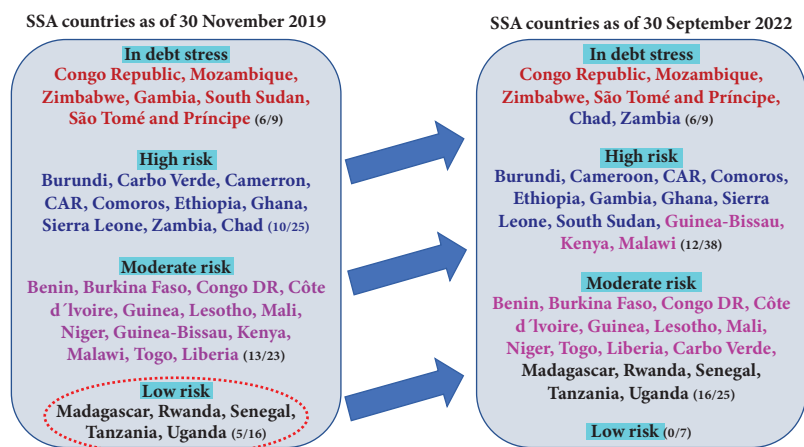 SSA countries as of 30 November 2019
In debt stress
Congo Republic, Mozambique,
Zimbabwe, Gambia, South Sudan,
São Tomé and Príncipe (6/9)
High risk
Burundi, Carbo Verde, Camerron,
CAR, Comoros, Ethiopia, Ghana,
Sierra Leone, Zambia, Chad (10/25)
Moderate risk
Benin, Burkina Faso, Congo DR, Côte
d´lvoire, Guinea, Lesotho, Mali,
Niger, Guinea-Bissau, Kenya,
Malawi, Togo, Liberia (13/23)
Low risk
Madagascar, Rwanda, Senegal,
Tanzania, Uganda (5/16)
SSA countries as of 30 September 2022
In debt stress
Congo Republic, Mozambique,
Zimbabwe, São Tomé and Príncipe,
Chad, Zambia (6/9)
High risk
Burundi, Cameroon, CAR, Comoros,
Ethiopia, Gambia, Ghana, Sierra
Leone, South Sudan, Guinea-Bissau,
Kenya, Malawi (12/38)
Moderate risk
Benin, Burkina Faso, Congo DR, Côte
d´lvoire, Guinea, Lesotho, Mali,
Niger, Togo, Liberia, Carbo Verde,
Madagascar, Rwanda, Senegal,
Tanzania, Uganda (16/25)
Low risk (0/7)